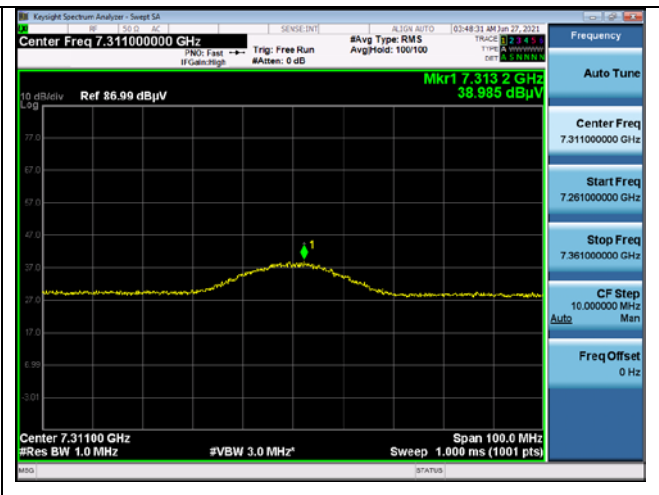 Keysight Spectrum Analyzer - Swept SA
RF 50 Ω AC SENSE:INT ALIGN AUTO 03:48:31 AM Jun 27, 2021
Center Freq 7.311000000 GHz #Avg Type: RMS TRACE 1 2 3 4 5 6
PNO: Fast Trig: Free Run Avg|Hold: 100/100 TYPE A WWWWW
IFGain:High #Atten: 0 dB DET A S N N N N
Frequency
Auto Tune
Mkr1 7.313 2 GHz
38.985 dBµV
10 dB/div Ref 86.99 dBµV
Log
77.0
67.0
57.0
47.0
37.0
27.0
17.0
6.99
-3.01
1
Center Freq
7.311000000 GHz
Start Freq
7.261000000 GHz
Stop Freq
7.361000000 GHz
CF Step
10.000000 MHz
Auto Man
Freq Offset
0 Hz
Center 7.31100 GHz Span 100.0 MHz
#Res BW 1.0 MHz #VBW 3.0 MHz* Sweep 1.000 ms (1001 pts)
MSG STATUS